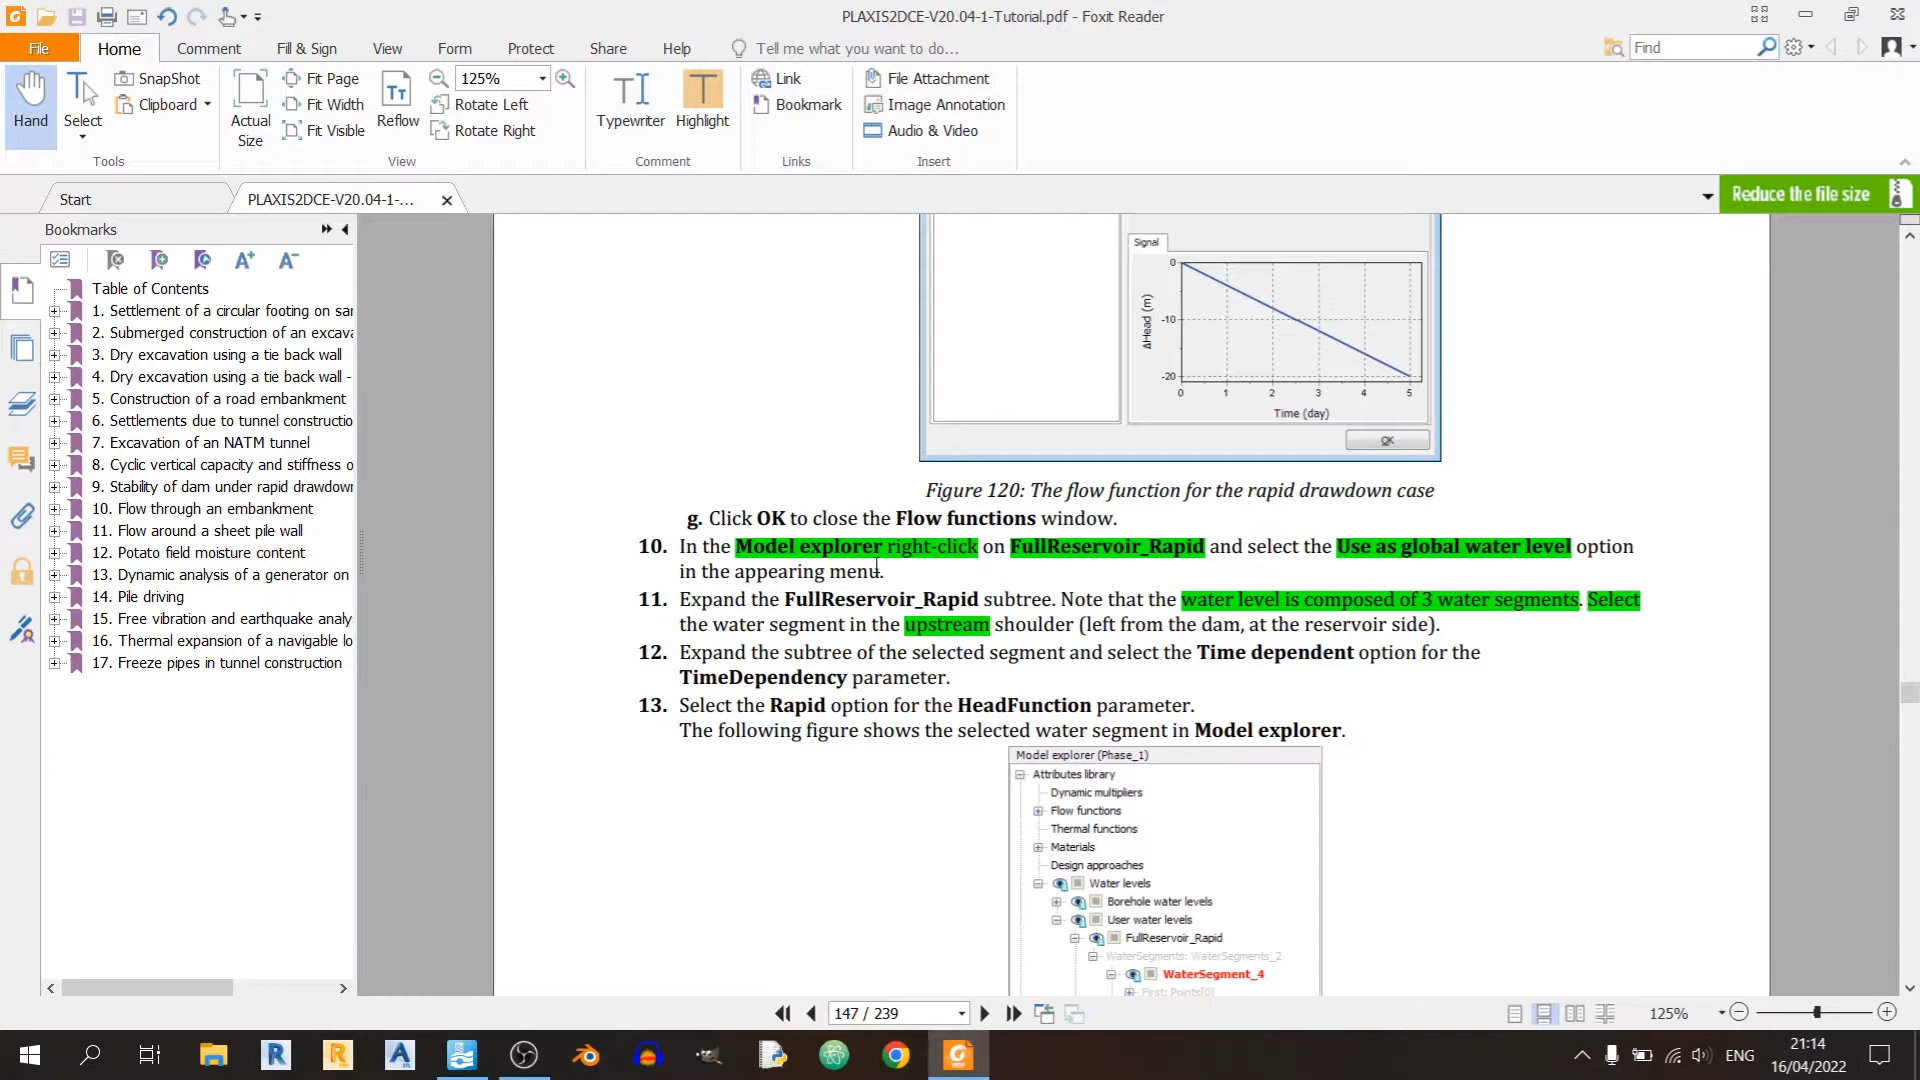 PLAXIS2DCE-V20.04-1-Tutorial.pdf - Foxit Reader
File
Home
Comment
Fill & Sign
View
Form
Protect
Share
Help
Tell me what you want to do...
Find
Hand
Select
SnapShot
Clipboard
Tools
Actual
Size
Fit Page
Fit Width
Fit Visible
Reflow
125%
Rotate Left
Rotate Right
View
Typewriter
Highlight
Comment
Link
Bookmark
Links
File Attachment
Image Annotation
Audio & Video
Insert
Start
PLAXIS2DCE-V20.04-1-...
Reduce the file size
Bookmarks
Table of Contents
1. Settlement of a circular footing on sar
2. Submerged construction of an excava
3. Dry excavation using a tie back wall
4. Dry excavation using a tie back wall -
5. Construction of a road embankment
6. Settlements due to tunnel constructio
7. Excavation of an NATM tunnel
8. Cyclic vertical capacity and stiffness o
9. Stability of dam under rapid drawdown
10. Flow through an embankment
11. Flow around a sheet pile wall
12. Potato field moisture content
13. Dynamic analysis of a generator on
14. Pile driving
15. Free vibration and earthquake analy
16. Thermal expansion of a navigable lo
17. Freeze pipes in tunnel construction
Signal
ΔHead (m)
0
-10
-20
0 1 2 3 4 5
Time (day)
OK
Figure 120: The flow function for the rapid drawdown case
g. Click OK to close the Flow functions window.
10. In the Model explorer right-click on FullReservoir_Rapid and select the Use as global water level option
in the appearing menu.
11. Expand the FullReservoir_Rapid subtree. Note that the water level is composed of 3 water segments. Select
the water segment in the upstream shoulder (left from the dam, at the reservoir side).
12. Expand the subtree of the selected segment and select the Time dependent option for the
TimeDependency parameter.
13. Select the Rapid option for the HeadFunction parameter.
The following figure shows the selected water segment in Model explorer.
Model explorer (Phase_1)
Attributes library
Dynamic multipliers
Flow functions
Thermal functions
Materials
Design approaches
Water levels
Borehole water levels
User water levels
FullReservoir_Rapid
WaterSegments: WaterSegments_2
WaterSegment_4
First: Points[0]
147 / 239
125%
ENG
21:14
16/04/2022